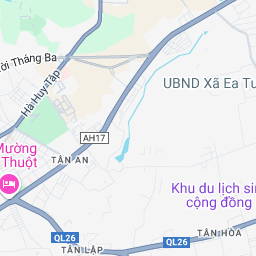 ười Tháng Ba
UBND Xã Ea Tu
Hà Huy Tập
AH17
Mường
Thuột
TÂN AN
Khu du lịch sin
cộng đồng
TÂN HÒA
QL26
QL26
TÂN LẬP